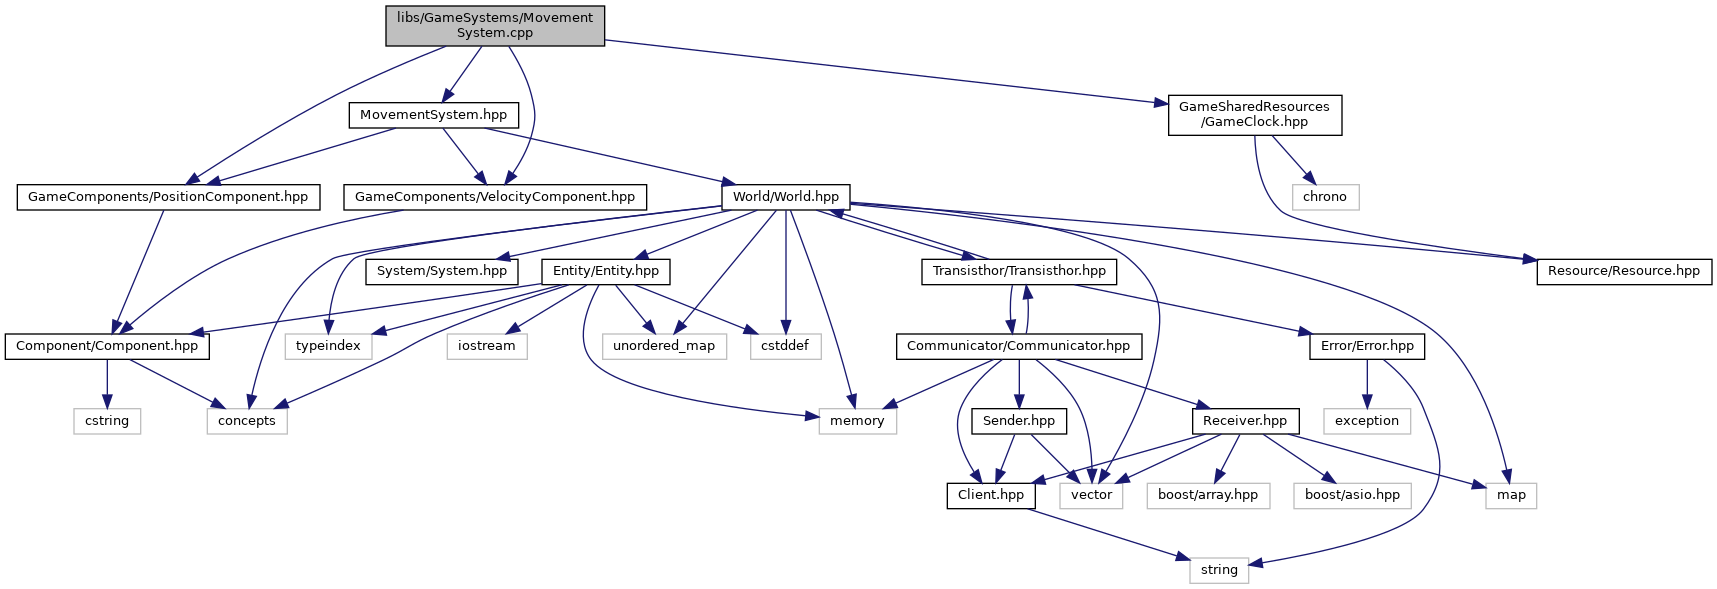 libs/GameSystems/Movement
System.cpp
MovementSystem.hpp
GameSharedResources
/GameClock.hpp
GameComponents/PositionComponent.hpp
GameComponents/VelocityComponent.hpp
World/World.hpp
chrono
System/System.hpp
Entity/Entity.hpp
Transisthor/Transisthor.hpp
Resource/Resource.hpp
Component/Component.hpp
typeindex
iostream
unordered_map
cstddef
Communicator/Communicator.hpp
Error/Error.hpp
cstring
concepts
memory
Sender.hpp
Receiver.hpp
exception
Client.hpp
vector
boost/array.hpp
boost/asio.hpp
map
string